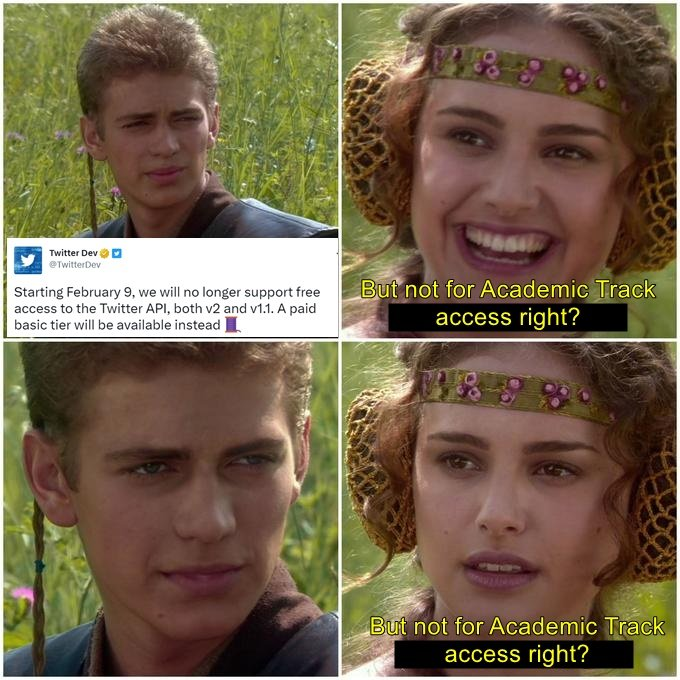 Twitter Dev
@TwitterDev
Starting February 9, we will no longer support free
access to the Twitter API, both v2 and v1.1. A paid
basic tier will be available instead 🧵
But not for Academic Track
access right?
But not for Academic Track
access right?